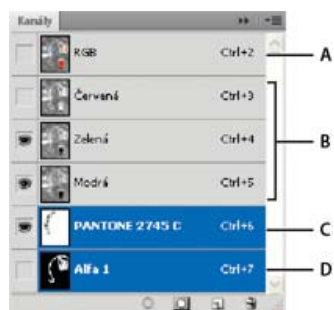 Kanály
RGB Ctrl+2 A
Červená Ctrl+3
B
Zelená Ctrl+4
Modrá Ctrl+5
PANTONE 2745 C Ctrl+6 C
Alfa 1 Ctrl+7 D